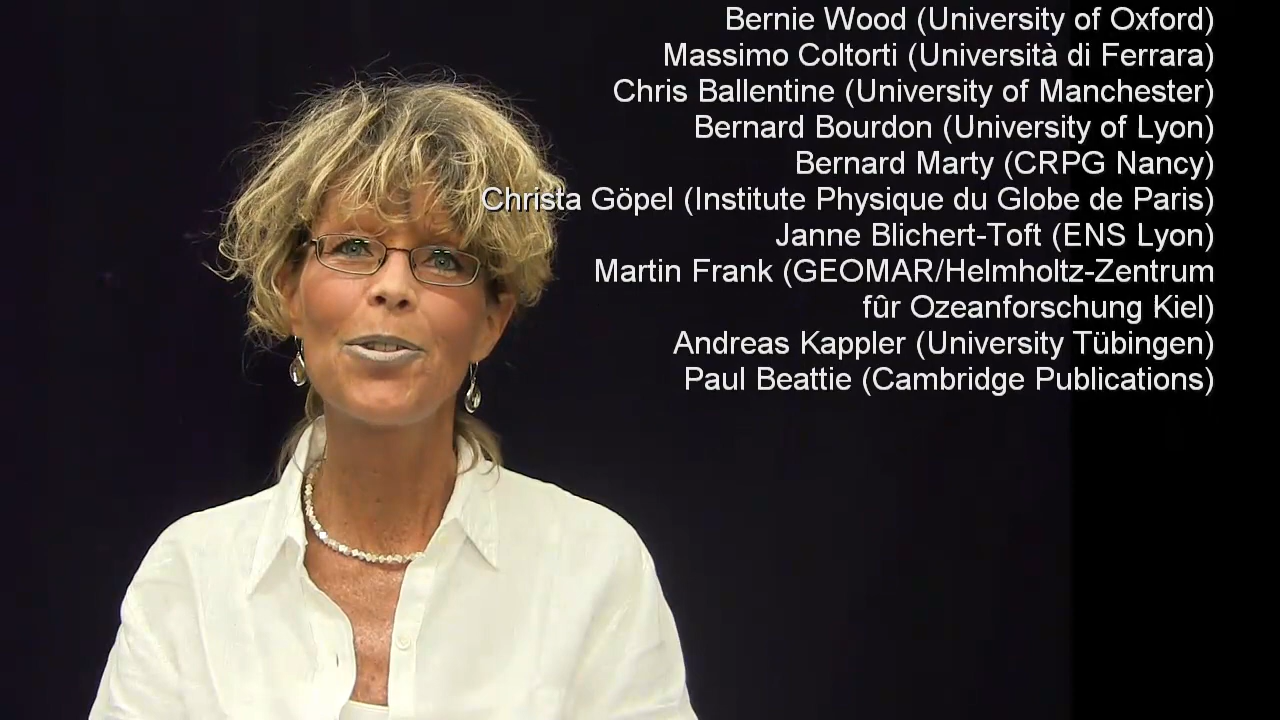 Bernie Wood (University of Oxford)
Massimo Coltorti (Università di Ferrara)
Chris Ballentine (University of Manchester)
Bernard Bourdon (University of Lyon)
Bernard Marty (CRPG Nancy)
Christa Göpel (Institute Physique du Globe de Paris)
Janne Blichert-Toft (ENS Lyon)
Martin Frank (GEOMAR/Helmholtz-Zentrum
fûr Ozeanforschung Kiel)
Andreas Kappler (University Tübingen)
Paul Beattie (Cambridge Publications)